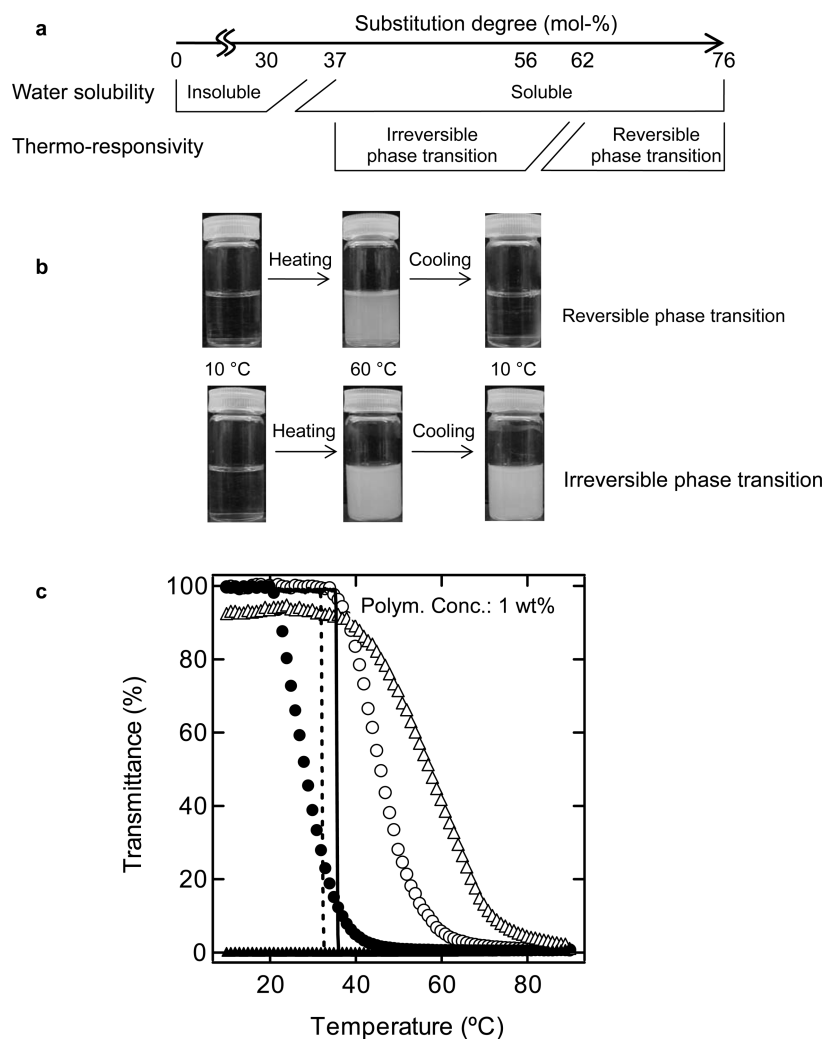 a
Substitution degree (mol-%)
0 30 37 56 62 76
Water solubility Insoluble Soluble
Thermo-responsivity
Irreversible
phase transition
Reversible
phase transition
b
Heating Cooling
Reversible phase transition
10 °C 60 °C 10 °C
Heating Cooling
Irreversible phase transition
c
Polym. Conc.: 1 wt%
100
80
60
40
20
0
Transmittance (%)
20 40 60 80
Temperature (ºC)